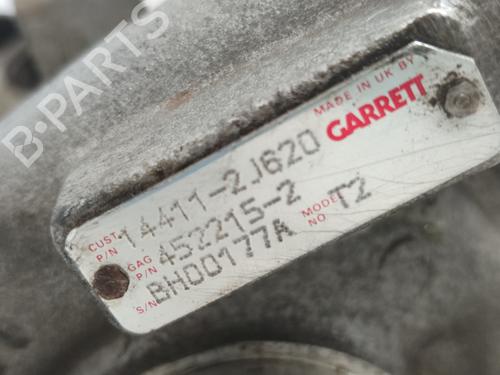 B-PARTS
MADE IN UK BY
GARRETT
CUST P/N 14411-2J620
GAG P/N 452215-2
S/N BH00177A MODEL NO T2